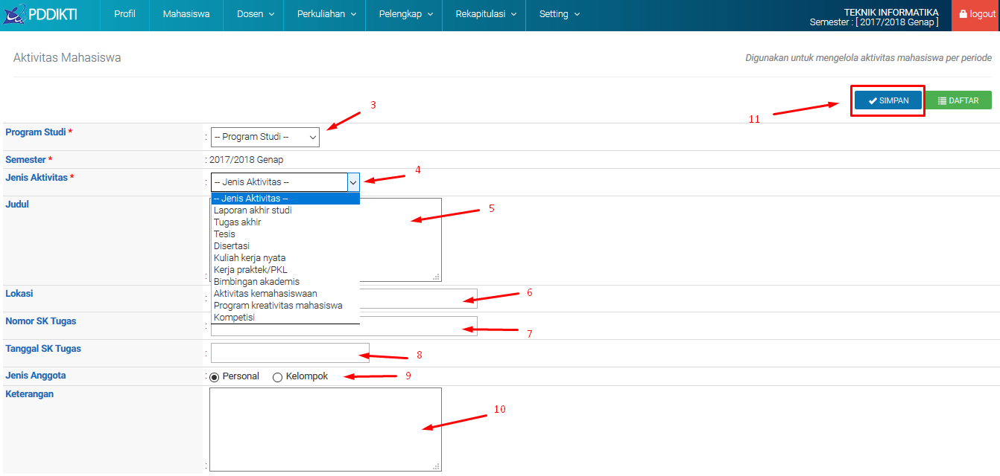 PDDIKTI Profil Mahasiswa Dosen Perkuliahan Pelengkap Rekapitulasi Setting TEKNIK INFORMATIKA logout
Semester : [ 2017/2018 Genap ]
Aktivitas Mahasiswa Digunakan untuk mengelola aktivitas mahasiswa per periode
11 SIMPAN DAFTAR
3
Program Studi * : -- Program Studi --
Semester * : 2017/2018 Genap
Jenis Aktivitas * : -- Jenis Aktivitas -- 4
-- Jenis Aktivitas --
Laporan akhir studi
Tugas akhir
Tesis
Disertasi
Kuliah kerja nyata
Kerja praktek/PKL
Bimbingan akademis
Aktivitas kemahasiswaan
Program kreativitas mahasiswa
Kompetisi
Judul : 5
Lokasi : 6
Nomor SK Tugas : 7
Tanggal SK Tugas : 8
Jenis Anggota : Personal Kelompok 9
Keterangan : 10